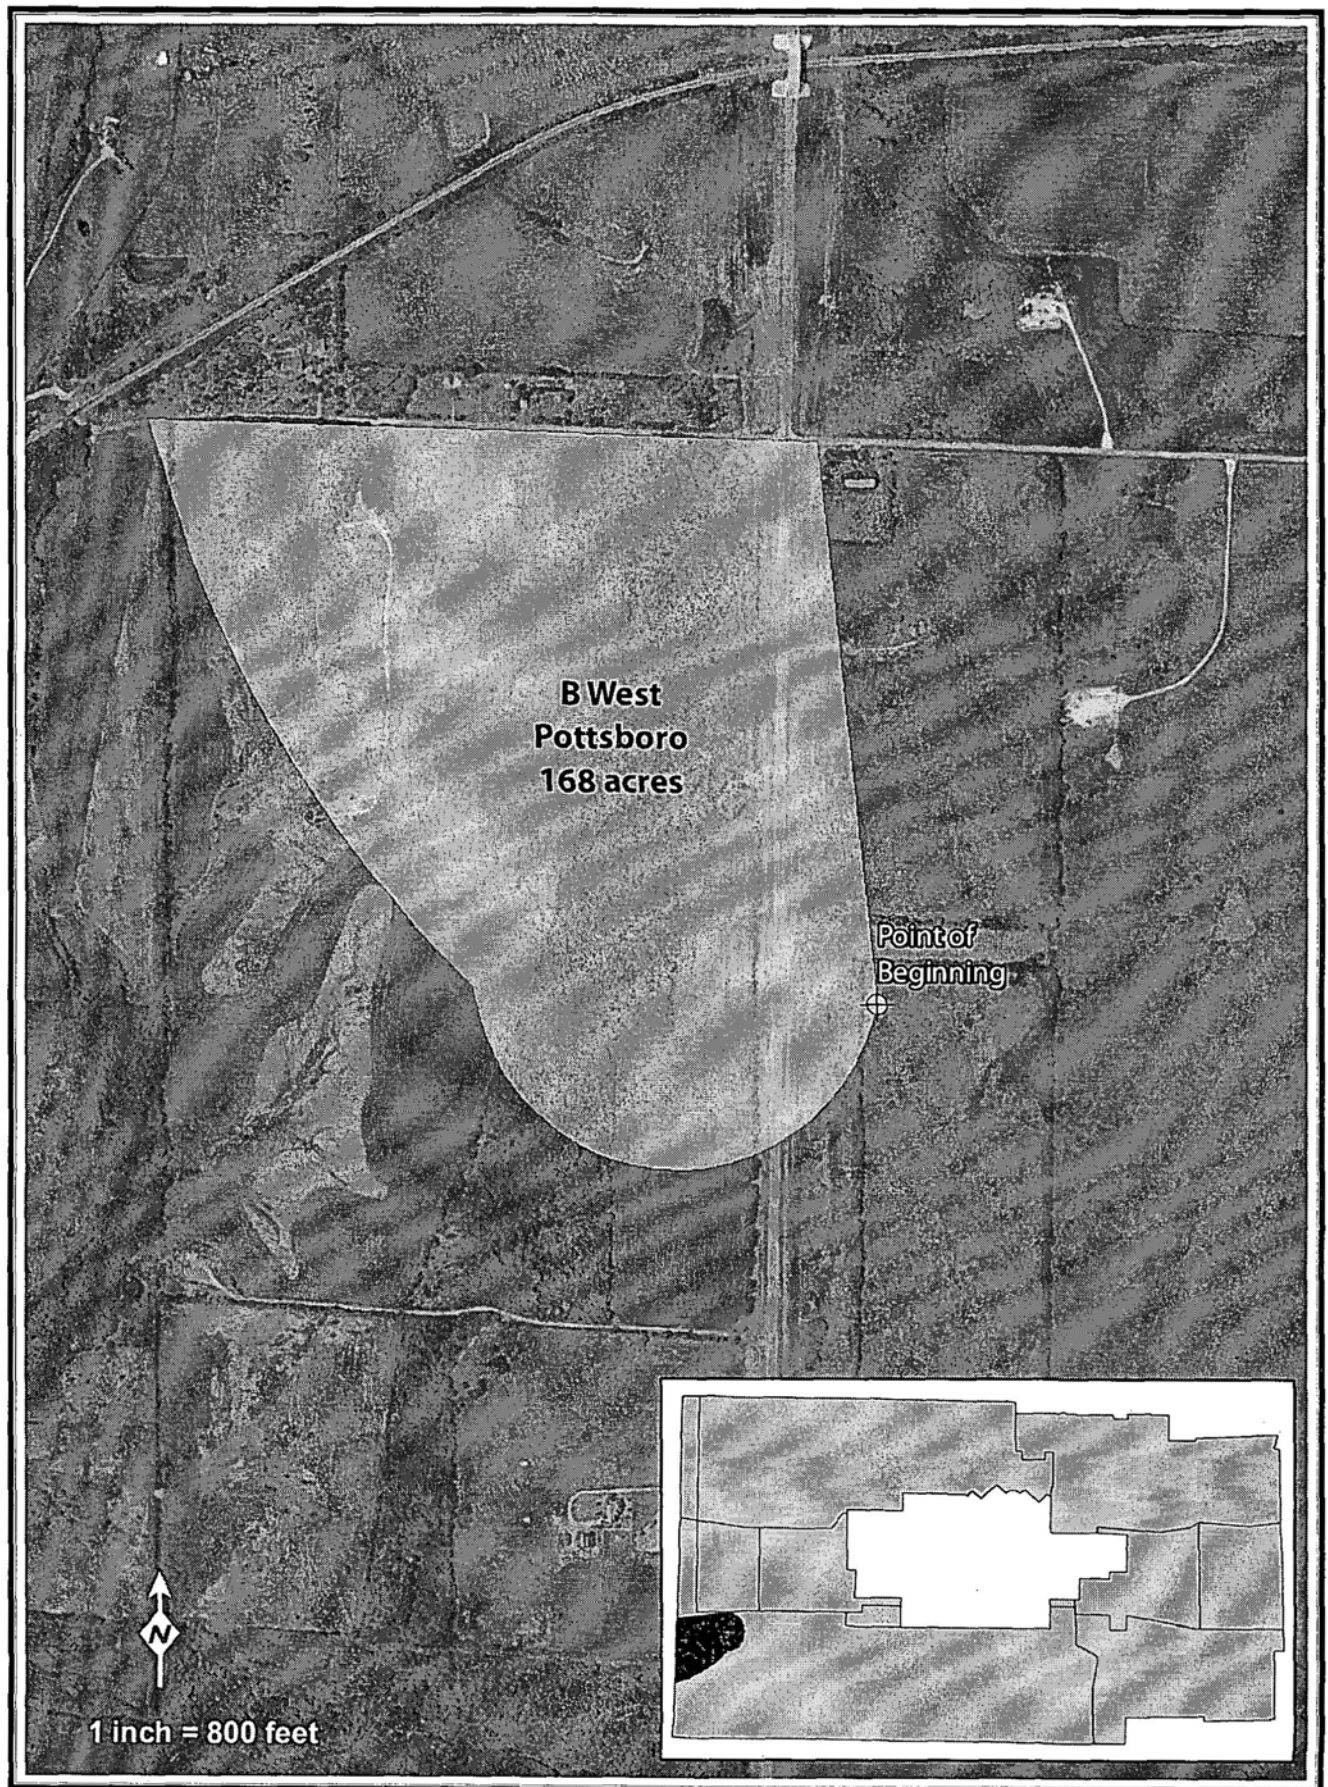 B West
Pottsboro
168 acres
Point of
Beginning
N
1 inch = 800 feet